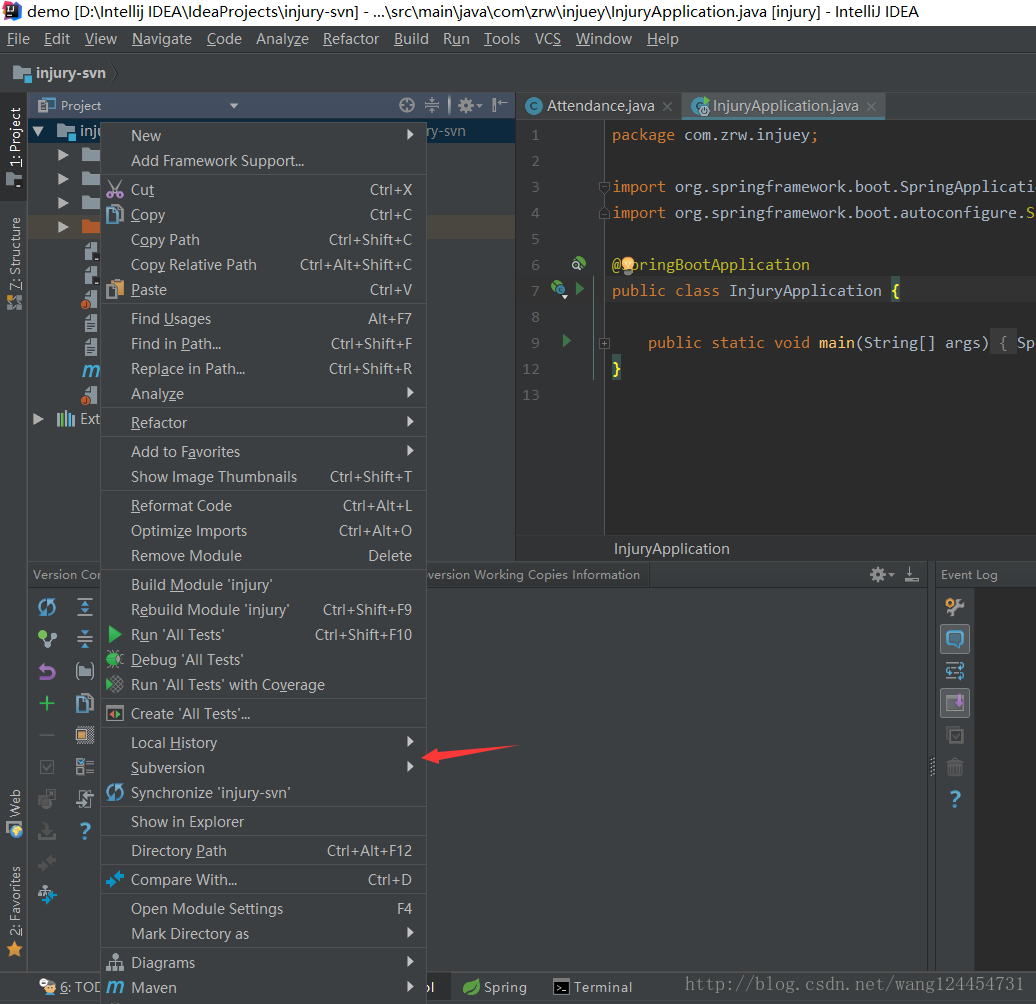 demo [D:\Intellij IDEA\IdeaProjects\injury-svn] - ...\src\main\java\com\zrw\injuey\InjuryApplication.java [injury] - IntelliJ IDEA
File Edit View Navigate Code Analyze Refactor Build Run Tools VCS Window Help
injury-svn
1: Project
Z: Structure
Web
2: Favorites
Project
inju
ry-svn
Ext
New
Add Framework Support...
Cut Ctrl+X
Copy Ctrl+C
Copy Path Ctrl+Shift+C
Copy Relative Path Ctrl+Alt+Shift+C
Paste Ctrl+V
Find Usages Alt+F7
Find in Path... Ctrl+Shift+F
Replace in Path... Ctrl+Shift+R
Analyze
Refactor
Add to Favorites
Show Image Thumbnails Ctrl+Shift+T
Reformat Code Ctrl+Alt+L
Optimize Imports Ctrl+Alt+O
Remove Module Delete
Build Module 'injury'
Rebuild Module 'injury' Ctrl+Shift+F9
Run 'All Tests' Ctrl+Shift+F10
Debug 'All Tests'
Run 'All Tests' with Coverage
Create 'All Tests'...
Local History
Subversion
Synchronize 'injury-svn'
Show in Explorer
Directory Path Ctrl+Alt+F12
Compare With... Ctrl+D
Open Module Settings F4
Mark Directory as
Diagrams
Maven
Attendance.java InjuryApplication.java
1 package com.zrw.injuey;
2
3 import org.springframework.boot.SpringApplicati
4 import org.springframework.boot.autoconfigure.S
5
6 @SpringBootApplication
7 public class InjuryApplication {
8
9 public static void main(String[] args) { Sp
12 }
13
InjuryApplication
Version Con
version Working Copies Information
Event Log
6: TOD
ol
Spring
Terminal
http://blog.csdn.net/wang124454731